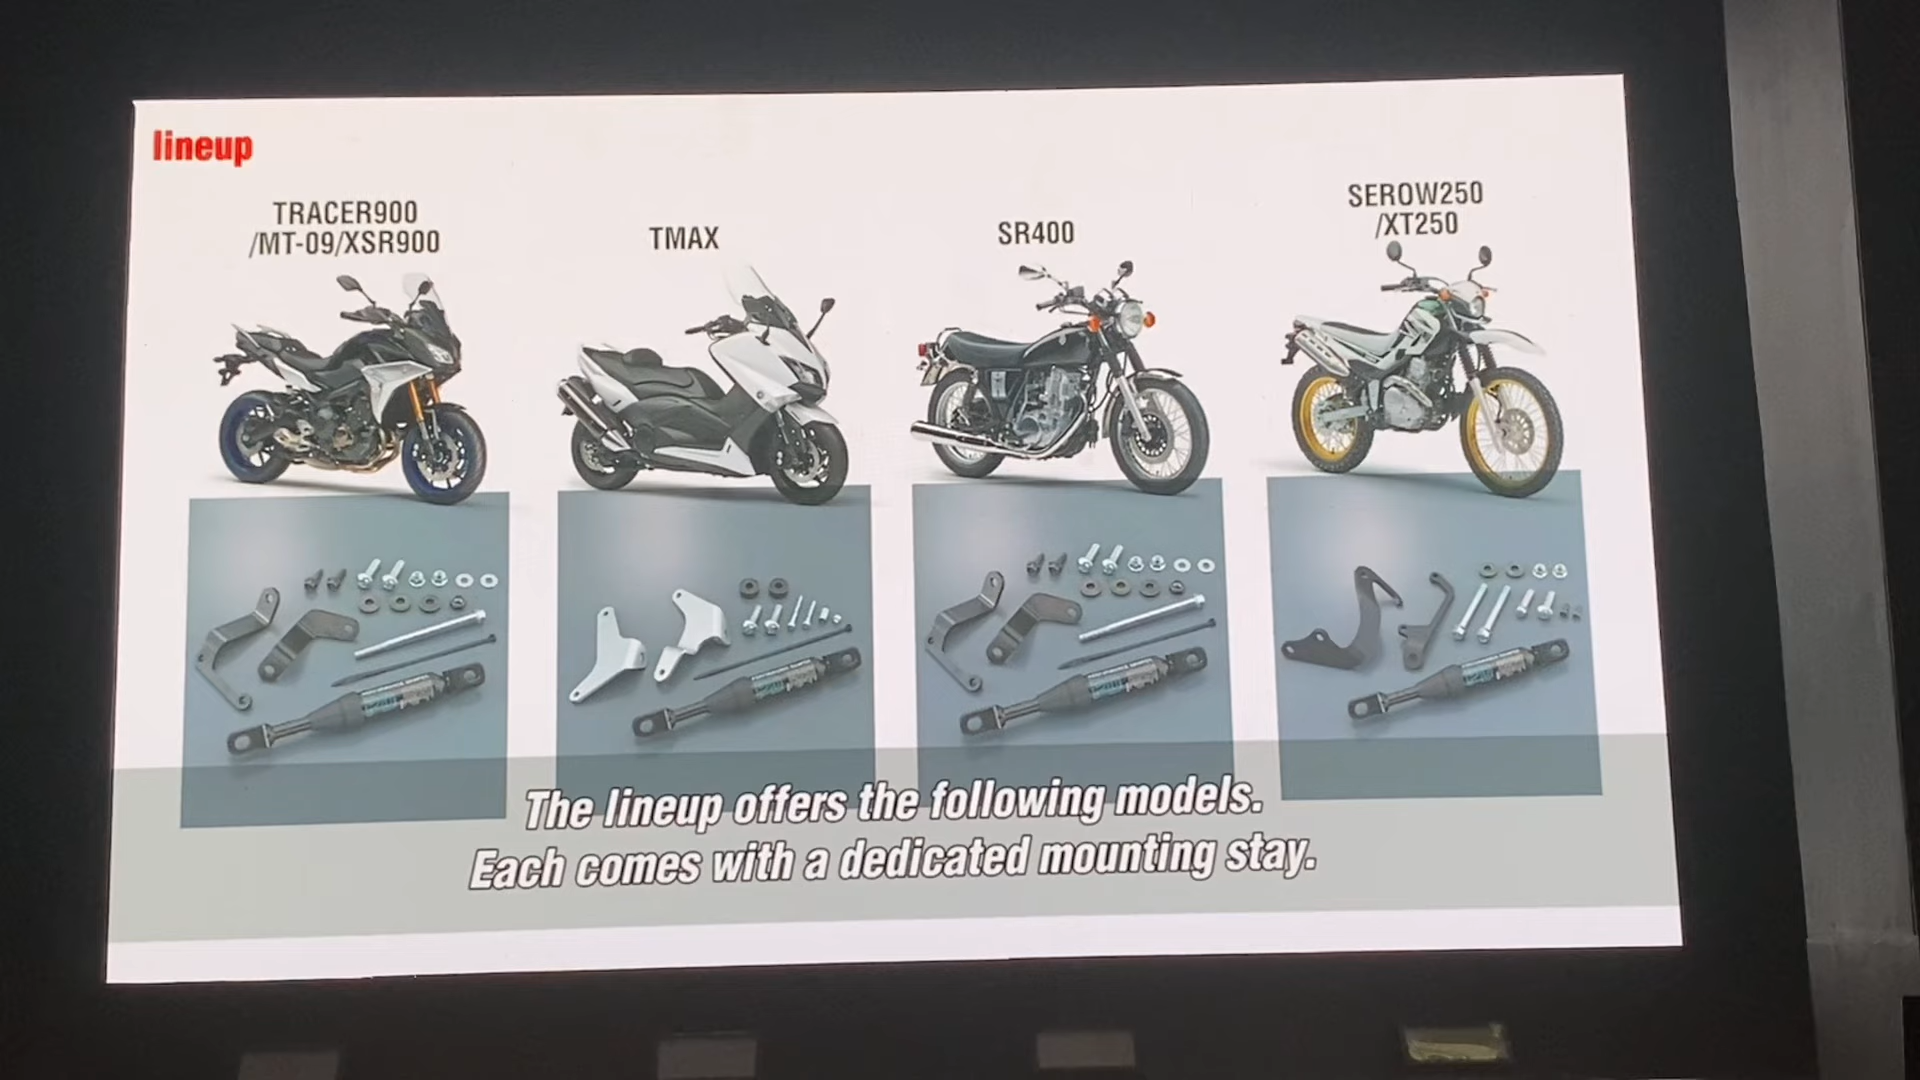 lineup
TRACER900
/MT-09/XSR900
TMAX
SR400
SEROW250
/XT250
The lineup offers the following models.
Each comes with a dedicated mounting stay.